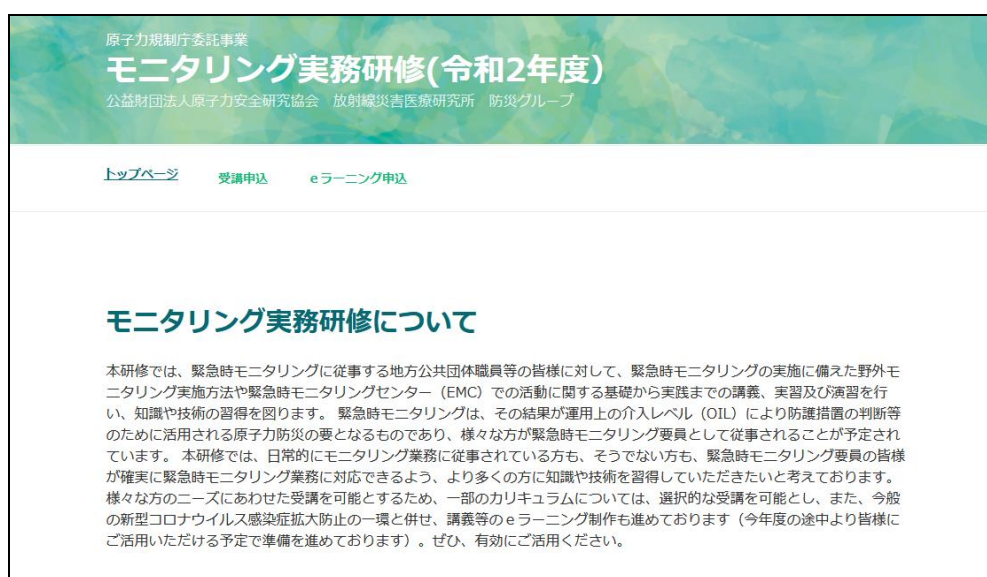 原子力規制庁委託事業
モニタリング実務研修(令和2年度）
公益財団法人原子力安全研究協会　放射線災害医療研究所　防災グループ
トップページ　受講申込　eラーニング申込
モニタリング実務研修について
本研修では、緊急時モニタリングに従事する地方公共団体職員等の皆様に対して、緊急時モニタリングの実施に備えた野外モ
ニタリング実施方法や緊急時モニタリングセンター（EMC）での活動に関する基礎から実践までの講義、実習及び演習を行
い、知識や技術の習得を図ります。 緊急時モニタリングは、その結果が運用上の介入レベル（OIL）により防護措置の判断等
のために活用される原子力防災の要となるものであり、様々な方が緊急時モニタリング要員として従事されることが予定され
ています。 本研修では、日常的にモニタリング業務に従事されている方も、そうでない方も、緊急時モニタリング要員の皆様
が確実に緊急時モニタリング業務に対応できるよう、より多くの方に知識や技術を習得していただきたいと考えております。
様々な方のニーズにあわせた受講を可能とするため、一部のカリキュラムについては、選択的な受講を可能とし、また、今般
の新型コロナウイルス感染症拡大防止の一環と併せ、講義等のｅラーニング制作も進めております（今年度の途中より皆様に
ご活用いただける予定で準備を進めております）。ぜひ、有効にご活用ください。